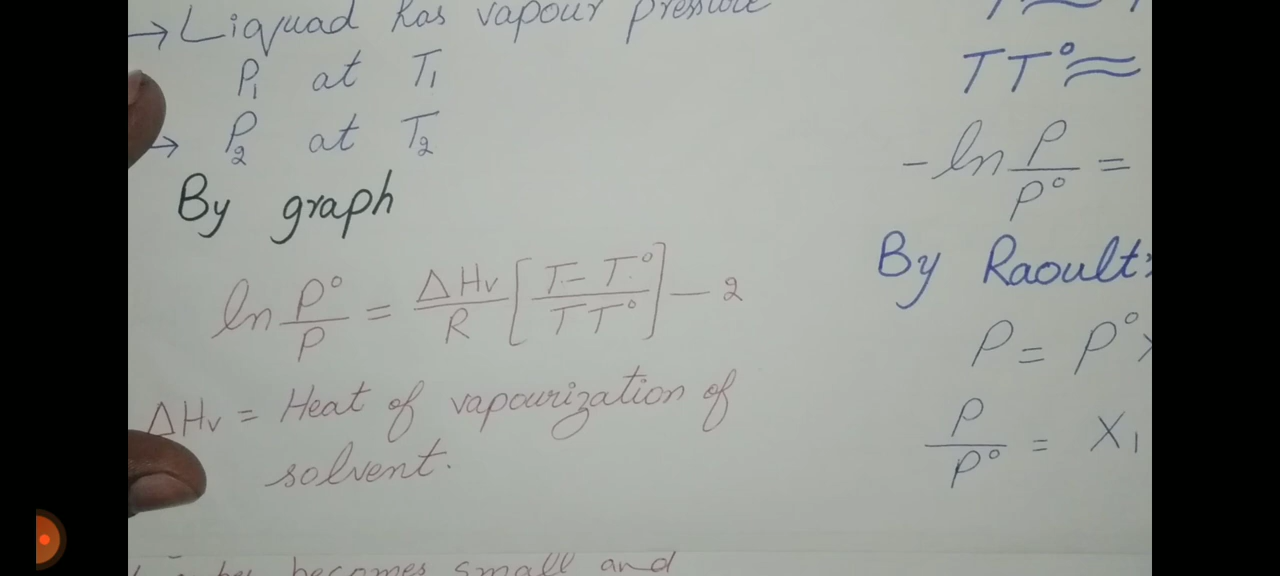 → Liquad has vapour pressure
P₁ at T₁
→ P₂ at T₂
By graph
ln P°/P = ΔHv/R [T - T°/TT°] — 2
ΔHv = Heat of vapourization of
solvent.
becomes small and
TT° ≈
- ln P/P° =
By Raoult's
P = P°
P/P° = X₁